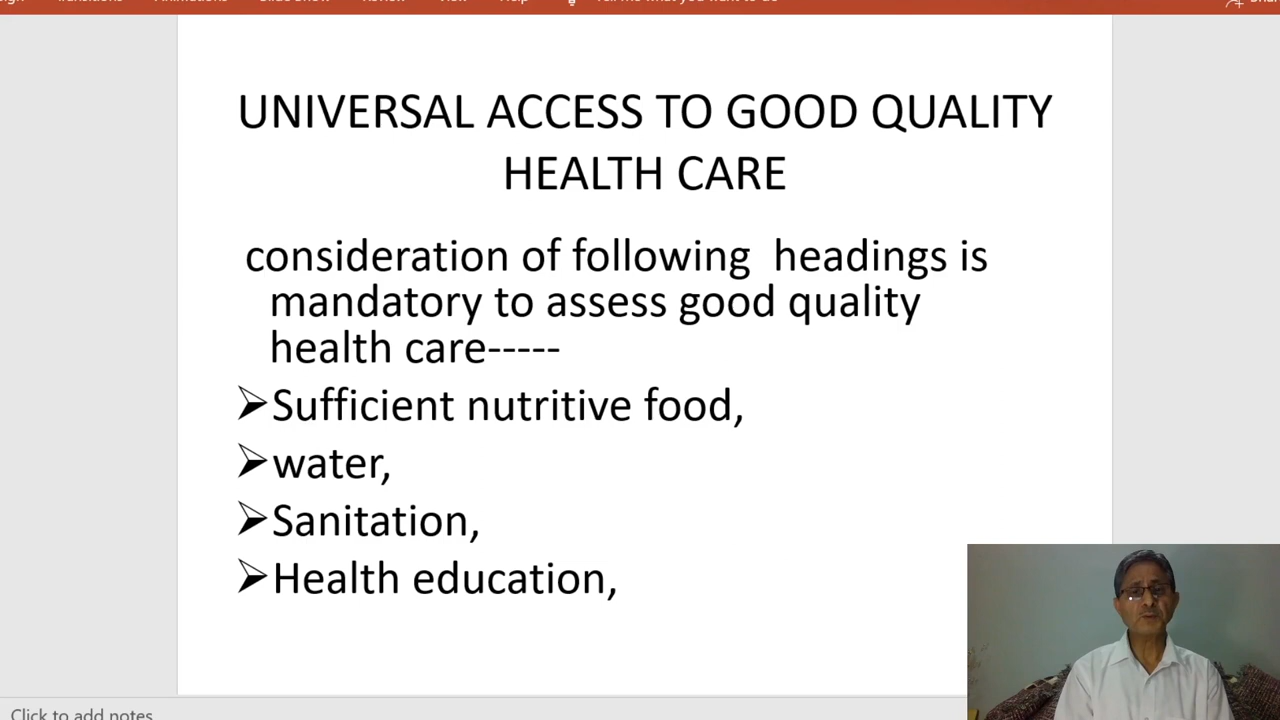 UNIVERSAL ACCESS TO GOOD QUALITY
HEALTH CARE
consideration of following headings is
mandatory to assess good quality
health care-----
➢Sufficient nutritive food,
➢water,
➢Sanitation,
➢Health education,
Click to add notes